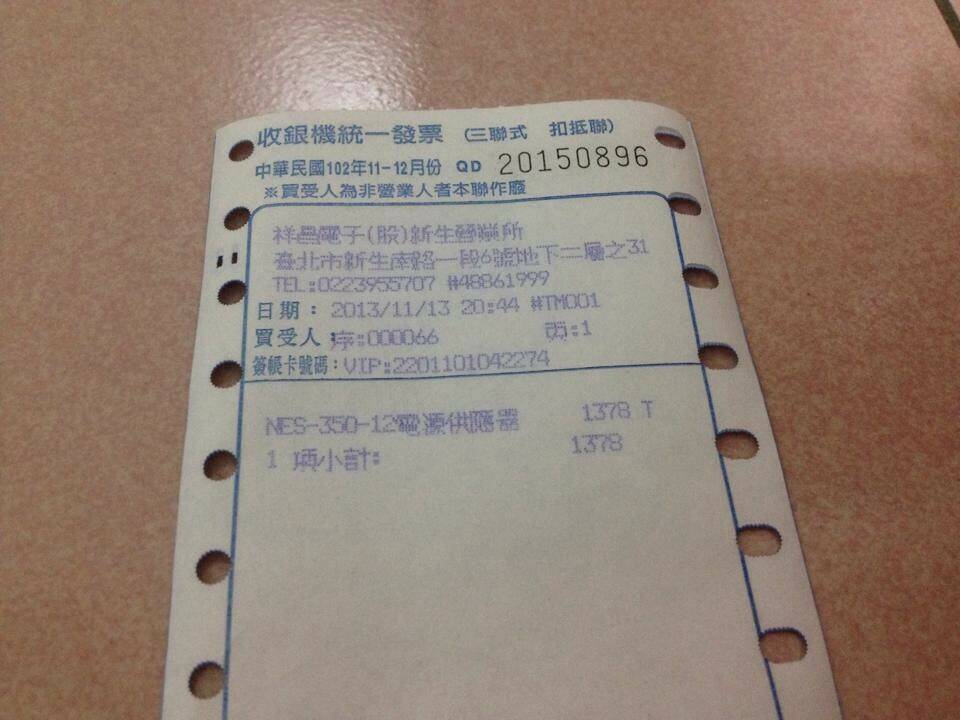 收銀機統一發票 (三聯式 扣抵聯)
中華民國102年11-12月份 QD 20150896
※買受人為非營業人者本聯作廢
祥昌電子(股)新生營業所
臺北市新生南路一段6號地下二層之31
TEL:0223955707 #48861999
日期: 2013/11/13 20:44 #TM001
買受人 序:000066 頁:1
簽帳卡號碼: VIP:2201101042274
NES-350-12電源供應器 1378 T
1 項小計: 1378